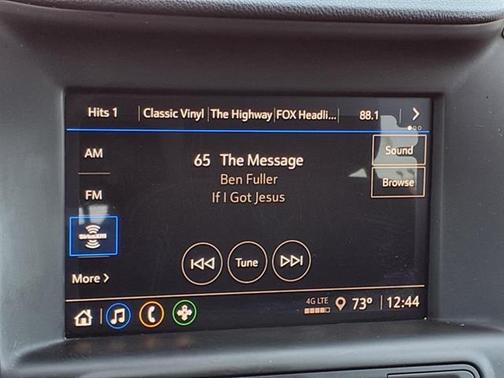 Hits 1 | Classic Vinyl | The Highway | FOX Headli... | 88.1 | >
AM
65 The Message
Sound
Ben Fuller
Browse
FM
If I Got Jesus
Tune
More >
4G LTE 73° | 12:44